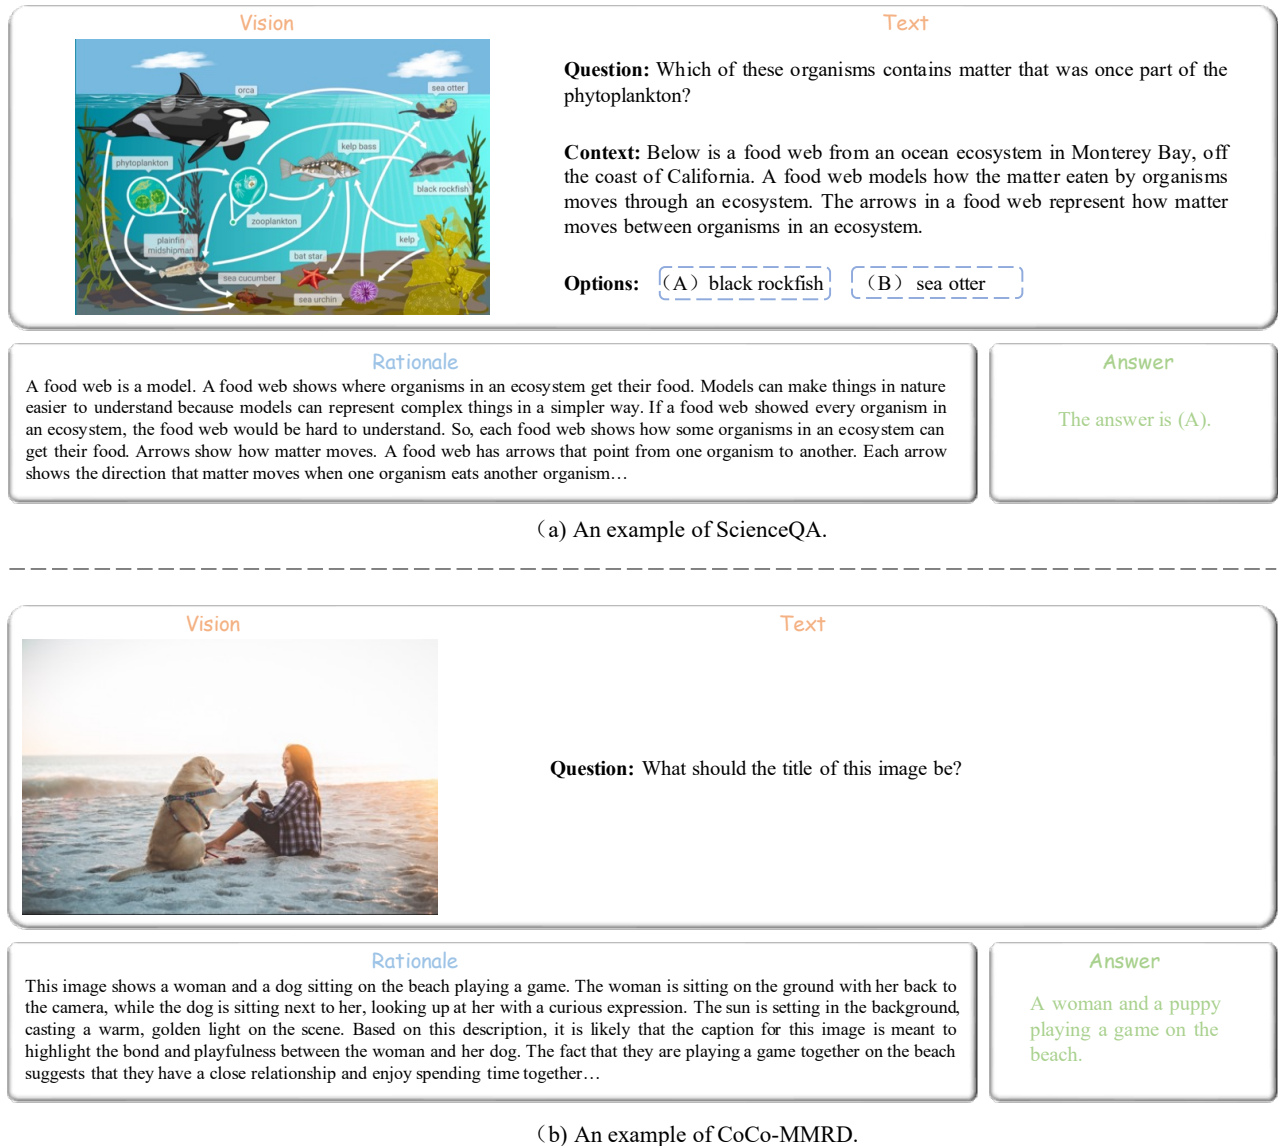 Vision
Text
orca
sea otter
phytoplankton
kelp bass
black rockfish
zooplankton
plainfin
midshipman
kelp
bat star
sea cucumber
sea urchin
Question: Which of these organisms contains matter that was once part of the
phytoplankton?
Context: Below is a food web from an ocean ecosystem in Monterey Bay, off
the coast of California. A food web models how the matter eaten by organisms
moves through an ecosystem. The arrows in a food web represent how matter
moves between organisms in an ecosystem.
Options: （A）black rockfish （B） sea otter
Rationale
A food web is a model. A food web shows where organisms in an ecosystem get their food. Models can make things in nature
easier to understand because models can represent complex things in a simpler way. If a food web showed every organism in
an ecosystem, the food web would be hard to understand. So, each food web shows how some organisms in an ecosystem can
get their food. Arrows show how matter moves. A food web has arrows that point from one organism to another. Each arrow
shows the direction that matter moves when one organism eats another organism…
Answer
The answer is (A).
（a) An example of ScienceQA.
Vision
Text
Question: What should the title of this image be?
Rationale
This image shows a woman and a dog sitting on the beach playing a game. The woman is sitting on the ground with her back to
the camera, while the dog is sitting next to her, looking up at her with a curious expression. The sun is setting in the background,
casting a warm, golden light on the scene. Based on this description, it is likely that the caption for this image is meant to
highlight the bond and playfulness between the woman and her dog. The fact that they are playing a game together on the beach
suggests that they have a close relationship and enjoy spending time together…
Answer
A woman and a puppy
playing a game on the
beach.
（b) An example of CoCo-MMRD.